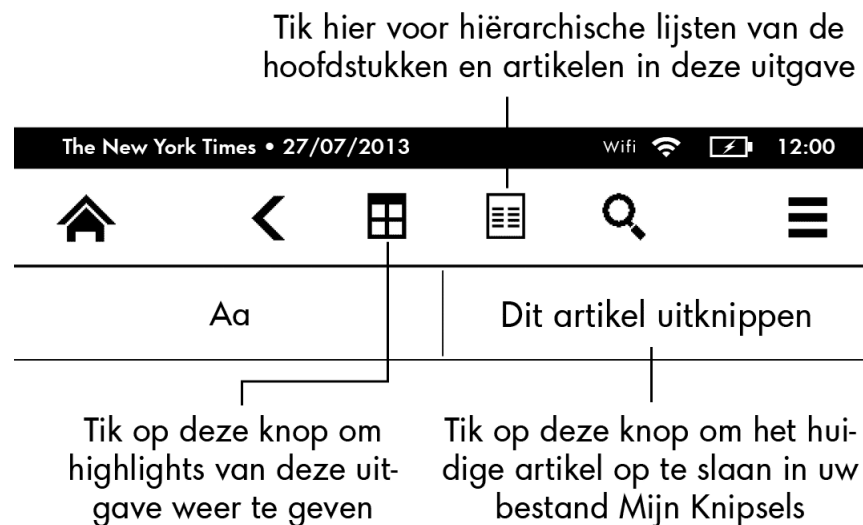 Tik hier voor hiërarchische lijsten van de
hoofdstukken en artikelen in deze uitgave
The New York Times • 27/07/2013 Wifi 12:00
Aa Dit artikel uitknippen
Tik op deze knop om
highlights van deze uit-
gave weer te geven
Tik op deze knop om het hui-
dige artikel op te slaan in uw
bestand Mijn Knipsels